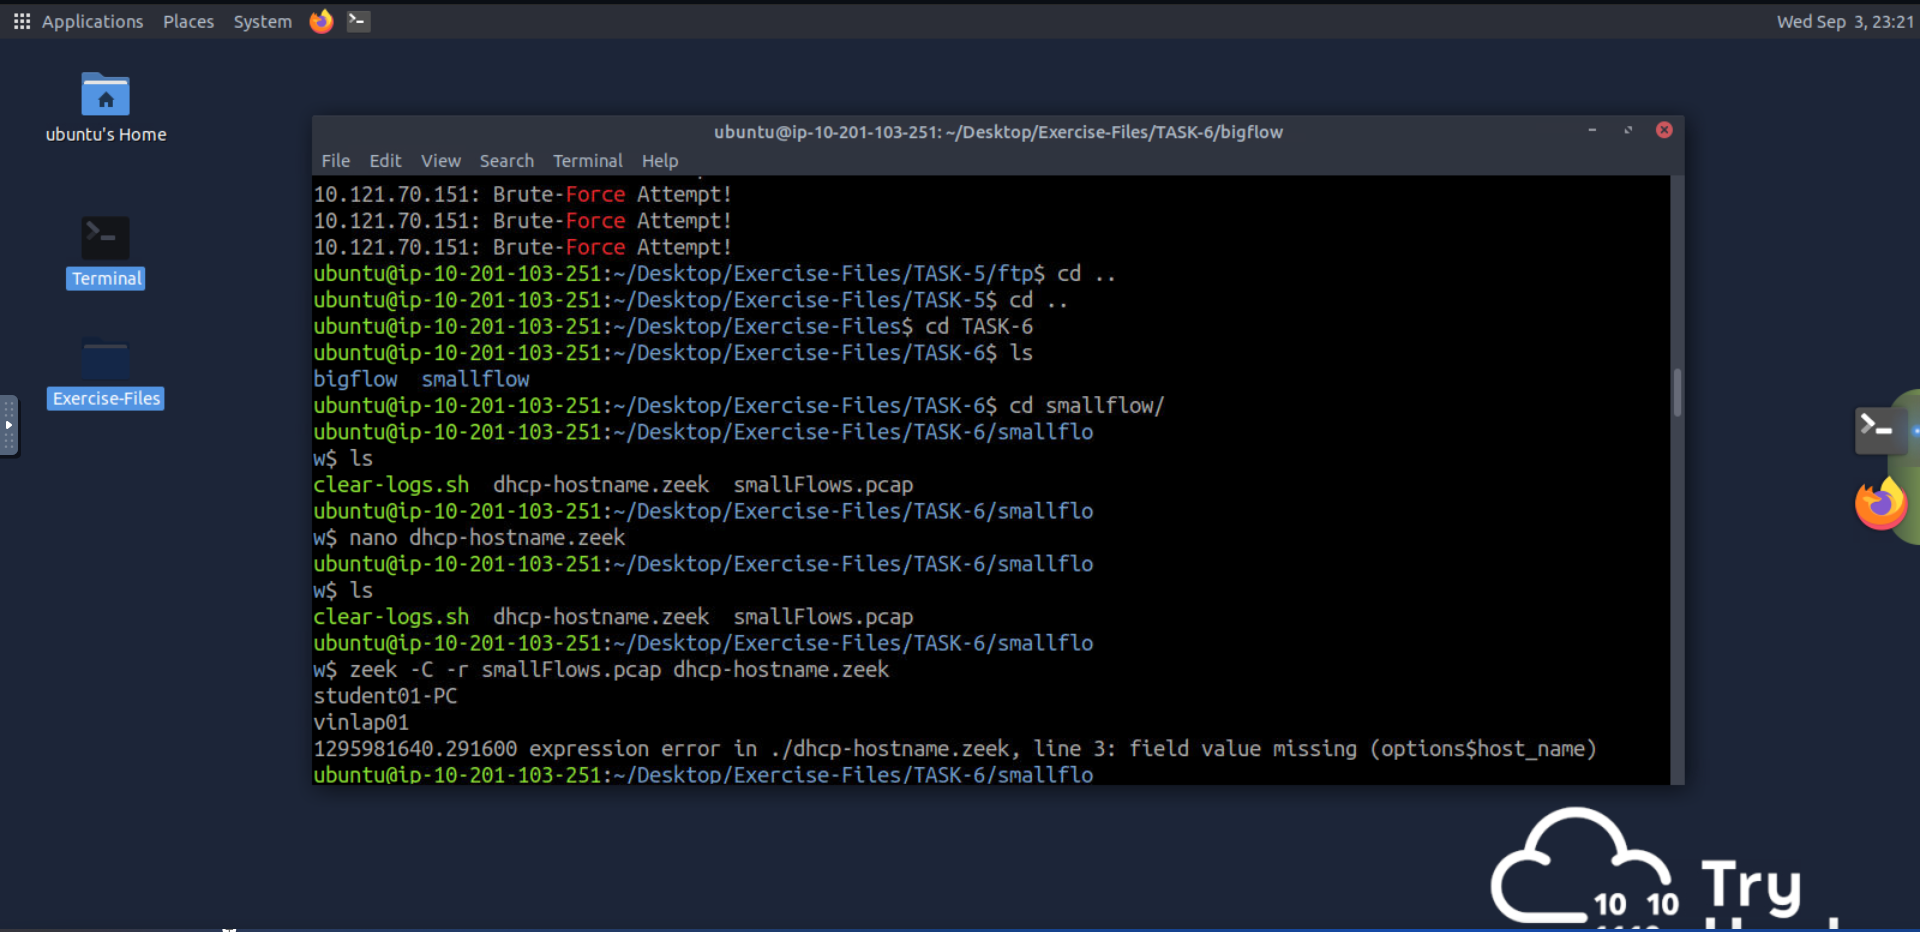 Applications Places System Wed Sep 3, 23:21
ubuntu's Home
Terminal
Exercise-Files
ubuntu@ip-10-201-103-251: ~/Desktop/Exercise-Files/TASK-6/bigflow
File Edit View Search Terminal Help
10.121.70.151: Brute-Force Attempt!
10.121.70.151: Brute-Force Attempt!
10.121.70.151: Brute-Force Attempt!
ubuntu@ip-10-201-103-251:~/Desktop/Exercise-Files/TASK-5/ftp$ cd ..
ubuntu@ip-10-201-103-251:~/Desktop/Exercise-Files/TASK-5$ cd ..
ubuntu@ip-10-201-103-251:~/Desktop/Exercise-Files$ cd TASK-6
ubuntu@ip-10-201-103-251:~/Desktop/Exercise-Files/TASK-6$ ls
bigflow smallflow
ubuntu@ip-10-201-103-251:~/Desktop/Exercise-Files/TASK-6$ cd smallflow/
ubuntu@ip-10-201-103-251:~/Desktop/Exercise-Files/TASK-6/smallflo
w$ ls
clear-logs.sh dhcp-hostname.zeek smallFlows.pcap
ubuntu@ip-10-201-103-251:~/Desktop/Exercise-Files/TASK-6/smallflo
w$ nano dhcp-hostname.zeek
ubuntu@ip-10-201-103-251:~/Desktop/Exercise-Files/TASK-6/smallflo
w$ ls
clear-logs.sh dhcp-hostname.zeek smallFlows.pcap
ubuntu@ip-10-201-103-251:~/Desktop/Exercise-Files/TASK-6/smallflo
w$ zeek -C -r smallFlows.pcap dhcp-hostname.zeek
student01-PC
vinlap01
1295981640.291600 expression error in ./dhcp-hostname.zeek, line 3: field value missing (options$host_name)
ubuntu@ip-10-201-103-251:~/Desktop/Exercise-Files/TASK-6/smallflo
10 10 Try